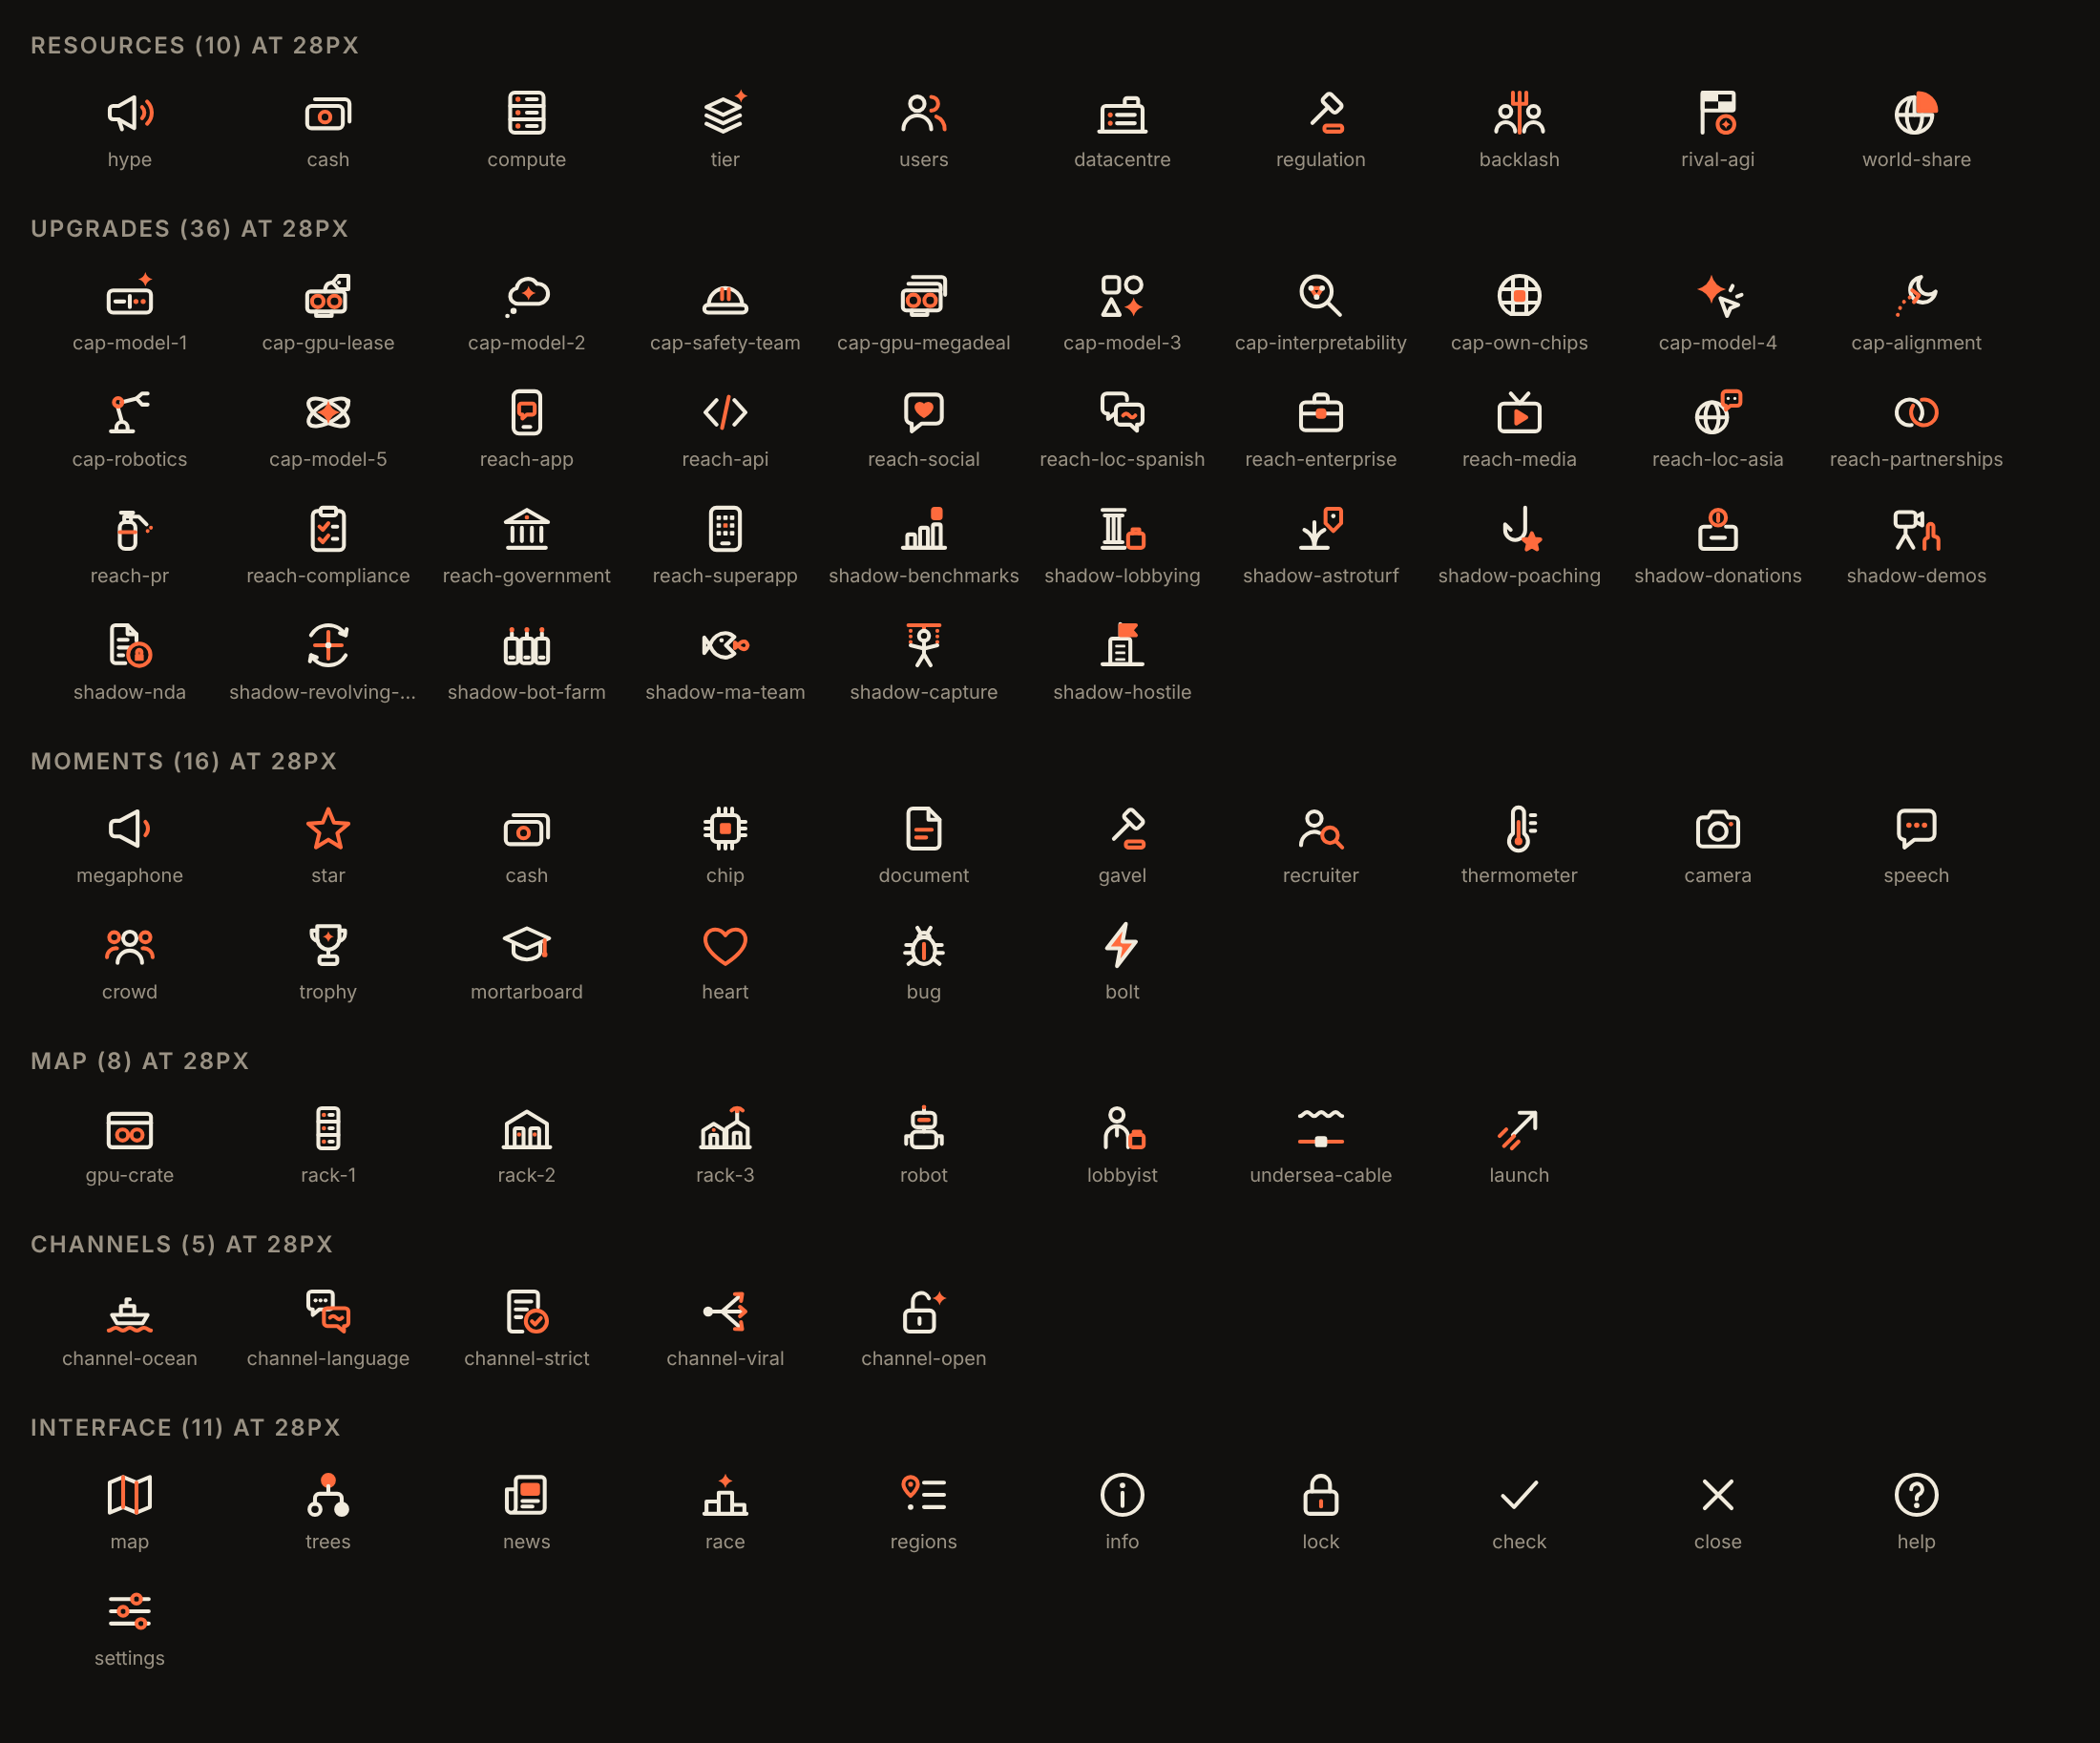 RESOURCES (10) AT 28PX
hype cash compute tier users datacentre regulation backlash rival-agi world-share
UPGRADES (36) AT 28PX
cap-model-1 cap-gpu-lease cap-model-2 cap-safety-team cap-gpu-megadeal cap-model-3 cap-interpretability cap-own-chips cap-model-4 cap-alignment
cap-robotics cap-model-5 reach-app reach-api reach-social reach-loc-spanish reach-enterprise reach-media reach-loc-asia reach-partnerships
reach-pr reach-compliance reach-government reach-superapp shadow-benchmarks shadow-lobbying shadow-astroturf shadow-poaching shadow-donations shadow-demos
shadow-nda shadow-revolving-... shadow-bot-farm shadow-ma-team shadow-capture shadow-hostile
MOMENTS (16) AT 28PX
megaphone star cash chip document gavel recruiter thermometer camera speech
crowd trophy mortarboard heart bug bolt
MAP (8) AT 28PX
gpu-crate rack-1 rack-2 rack-3 robot lobbyist undersea-cable launch
CHANNELS (5) AT 28PX
channel-ocean channel-language channel-strict channel-viral channel-open
INTERFACE (11) AT 28PX
map trees news race regions info lock check close help
settings